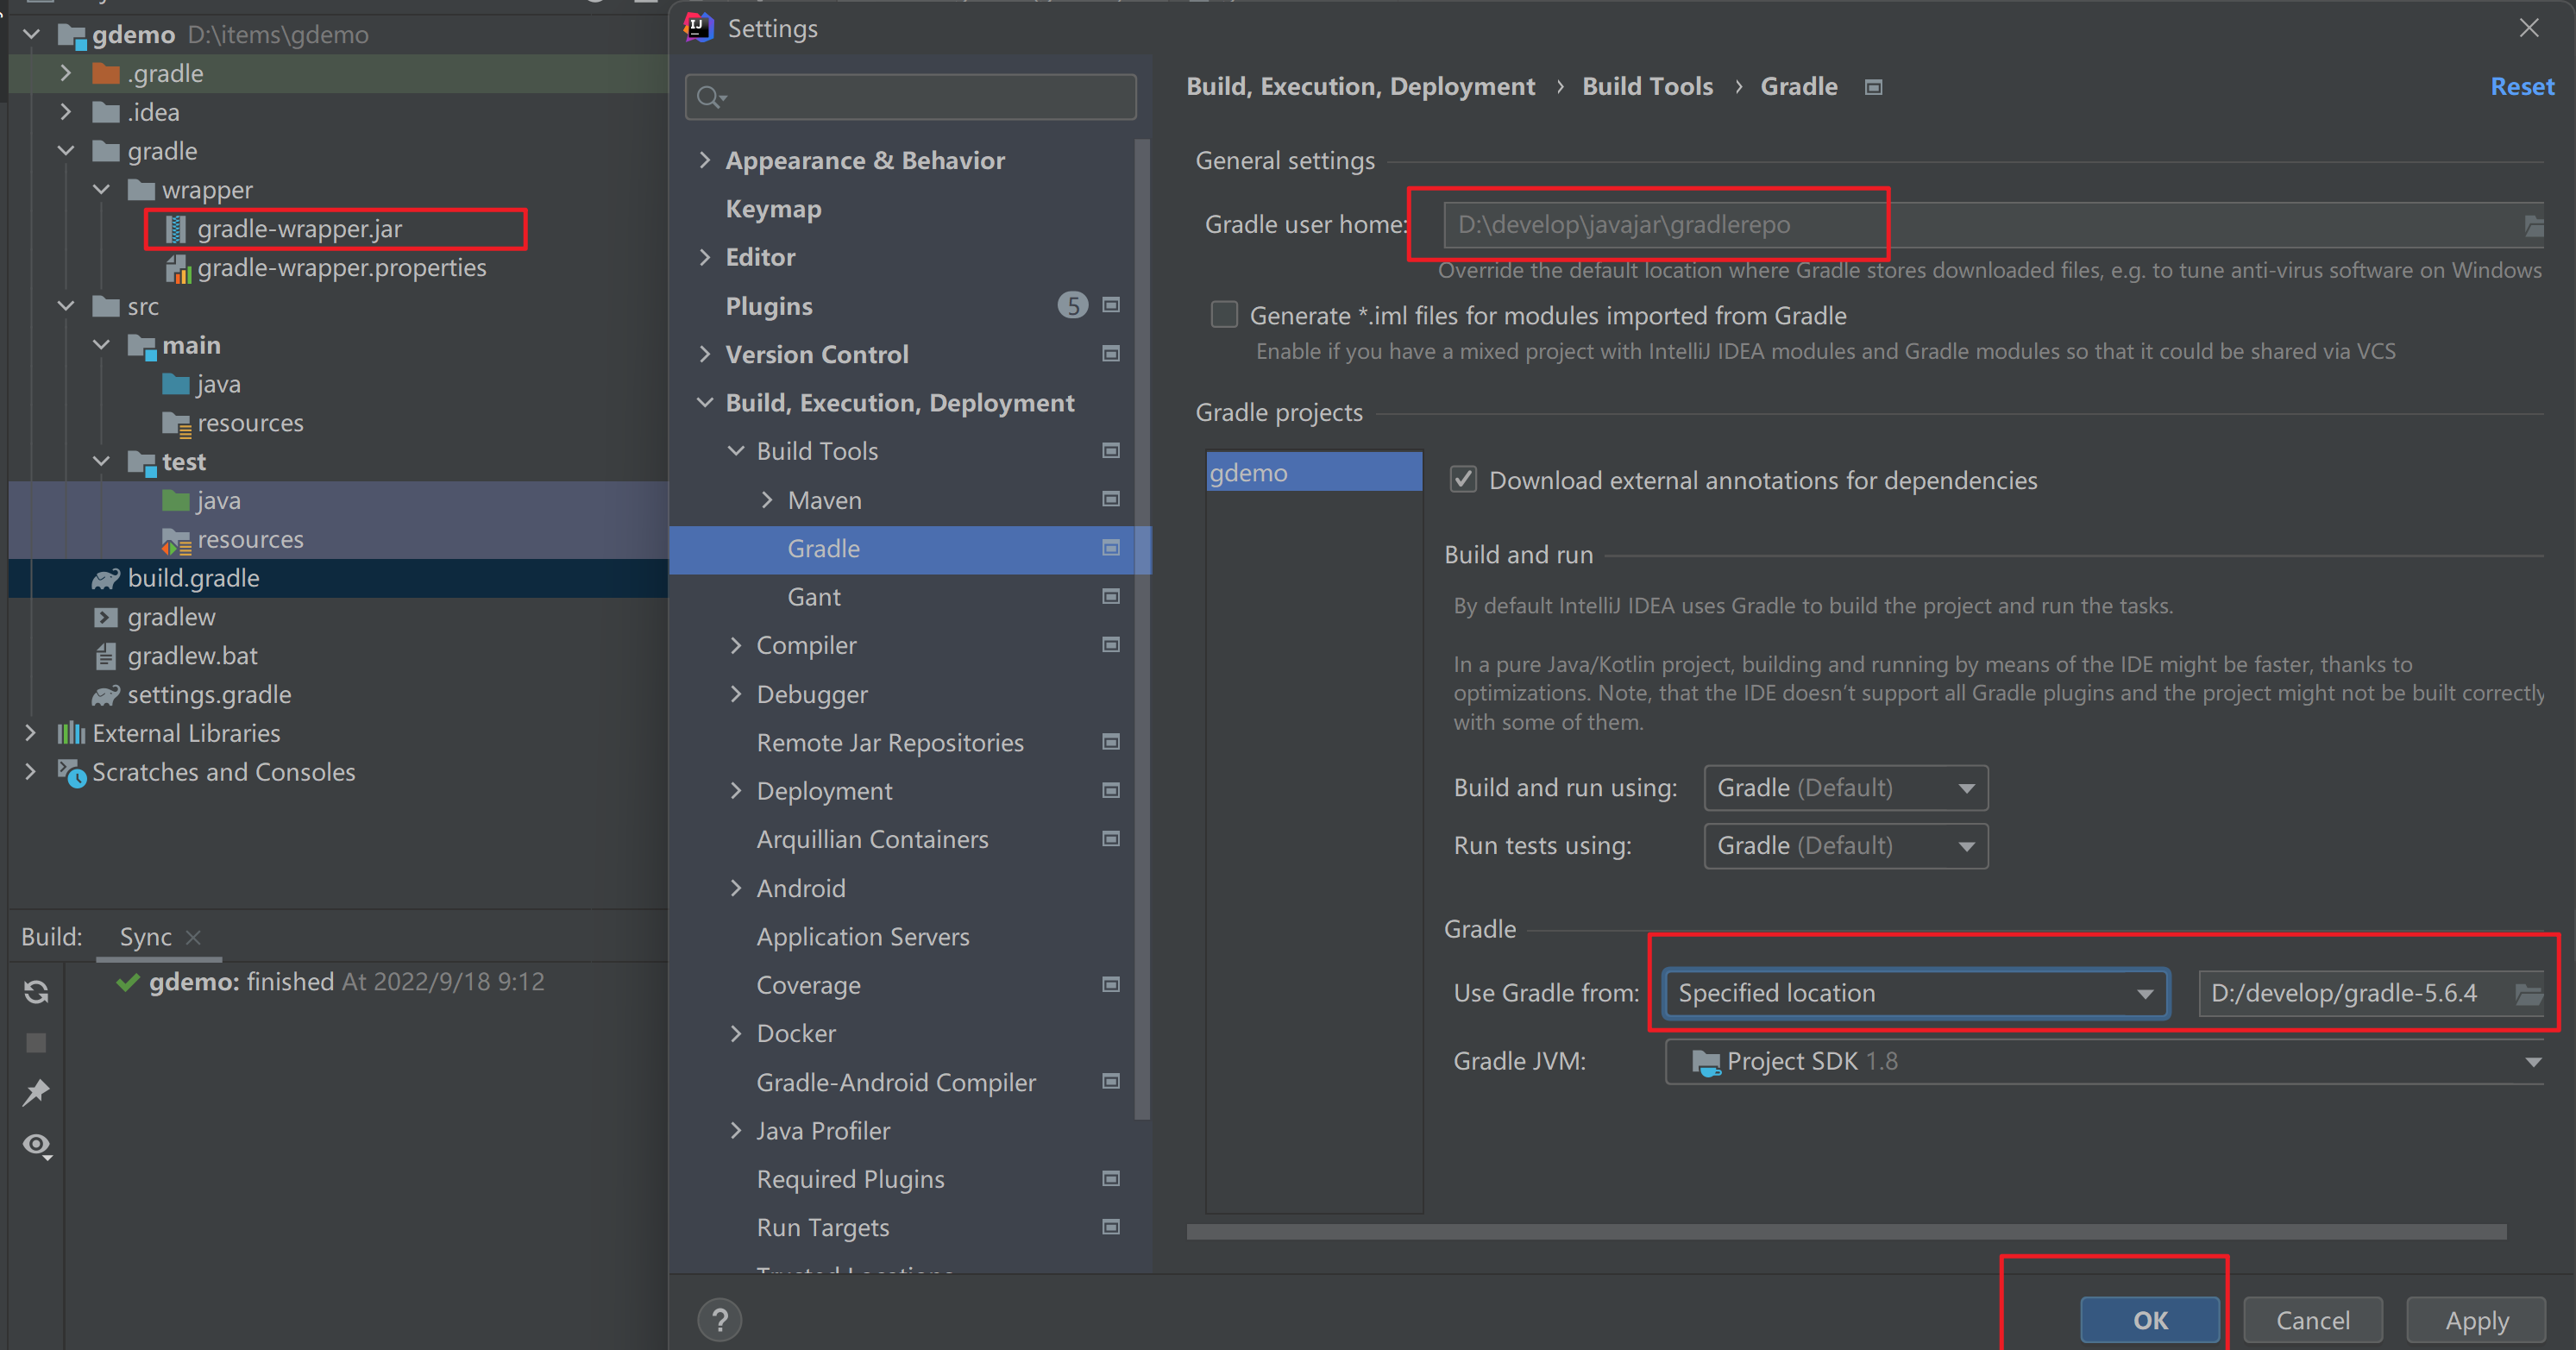 gdemo D:\items\gdemo
.gradle
.idea
gradle
wrapper
gradle-wrapper.jar
gradle-wrapper.properties
src
main
java
resources
test
java
resources
build.gradle
gradlew
gradlew.bat
settings.gradle
External Libraries
Scratches and Consoles
Build: Sync
gdemo: finished At 2022/9/18 9:12
Settings
Appearance & Behavior
Keymap
Editor
Plugins 5
Version Control
Build, Execution, Deployment
Build Tools
Maven
Gradle
Gant
Compiler
Debugger
Remote Jar Repositories
Deployment
Arquillian Containers
Android
Application Servers
Coverage
Docker
Gradle-Android Compiler
Java Profiler
Required Plugins
Run Targets
Build, Execution, Deployment › Build Tools › Gradle Reset
General settings
Gradle user home: D:\develop\javajar\gradlerepo
Override the default location where Gradle stores downloaded files, e.g. to tune anti-virus software on Windows
Generate *.iml files for modules imported from Gradle
Enable if you have a mixed project with IntelliJ IDEA modules and Gradle modules so that it could be shared via VCS
Gradle projects
gdemo
Download external annotations for dependencies
Build and run
By default IntelliJ IDEA uses Gradle to build the project and run the tasks.
In a pure Java/Kotlin project, building and running by means of the IDE might be faster, thanks to
optimizations. Note, that the IDE doesn't support all Gradle plugins and the project might not be built correctly
with some of them.
Build and run using: Gradle (Default)
Run tests using: Gradle (Default)
Gradle
Use Gradle from: Specified location D:/develop/gradle-5.6.4
Gradle JVM: Project SDK 1.8
? OK Cancel Apply